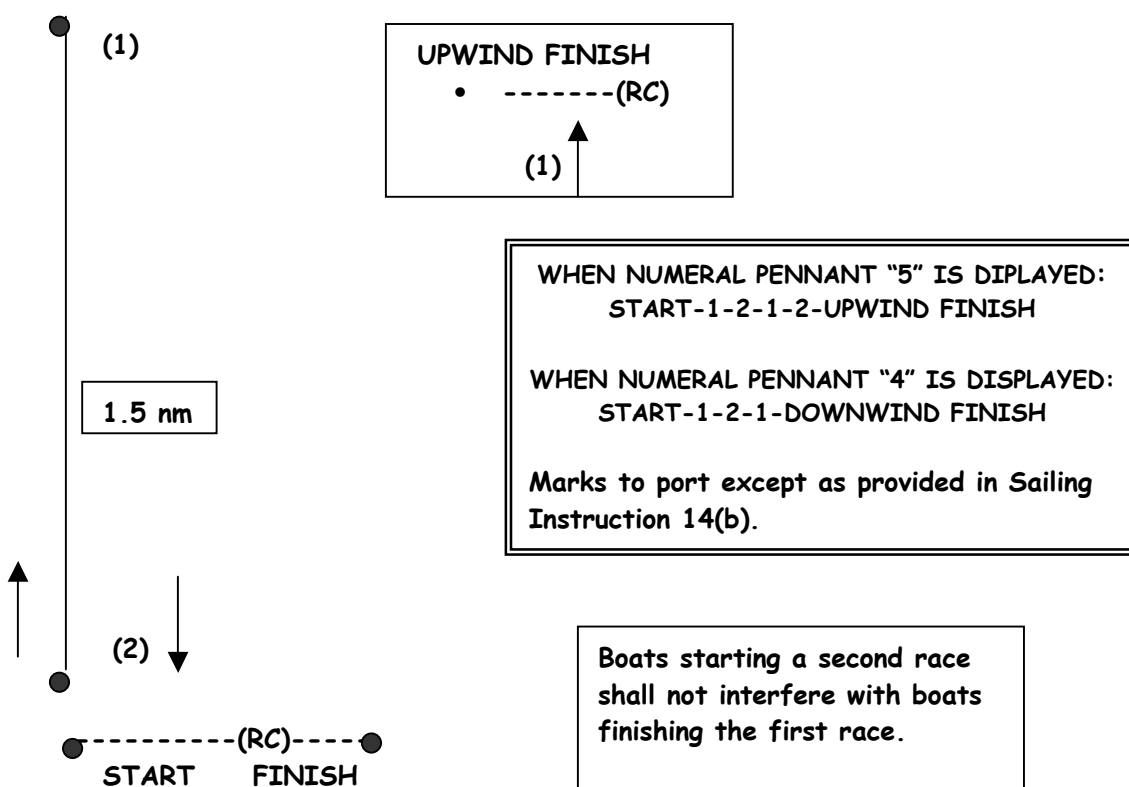 (1)
UPWIND FINISH
• -------(RC)
(1)
WHEN NUMERAL PENNANT “5” IS DIPLAYED:
START-1-2-1-2-UPWIND FINISH
WHEN NUMERAL PENNANT “4” IS DISPLAYED:
START-1-2-1-DOWNWIND FINISH
Marks to port except as provided in Sailing
Instruction 14(b).
1.5 nm
(2)
Boats starting a second race
shall not interfere with boats
finishing the first race.
----------(RC)-----
START FINISH